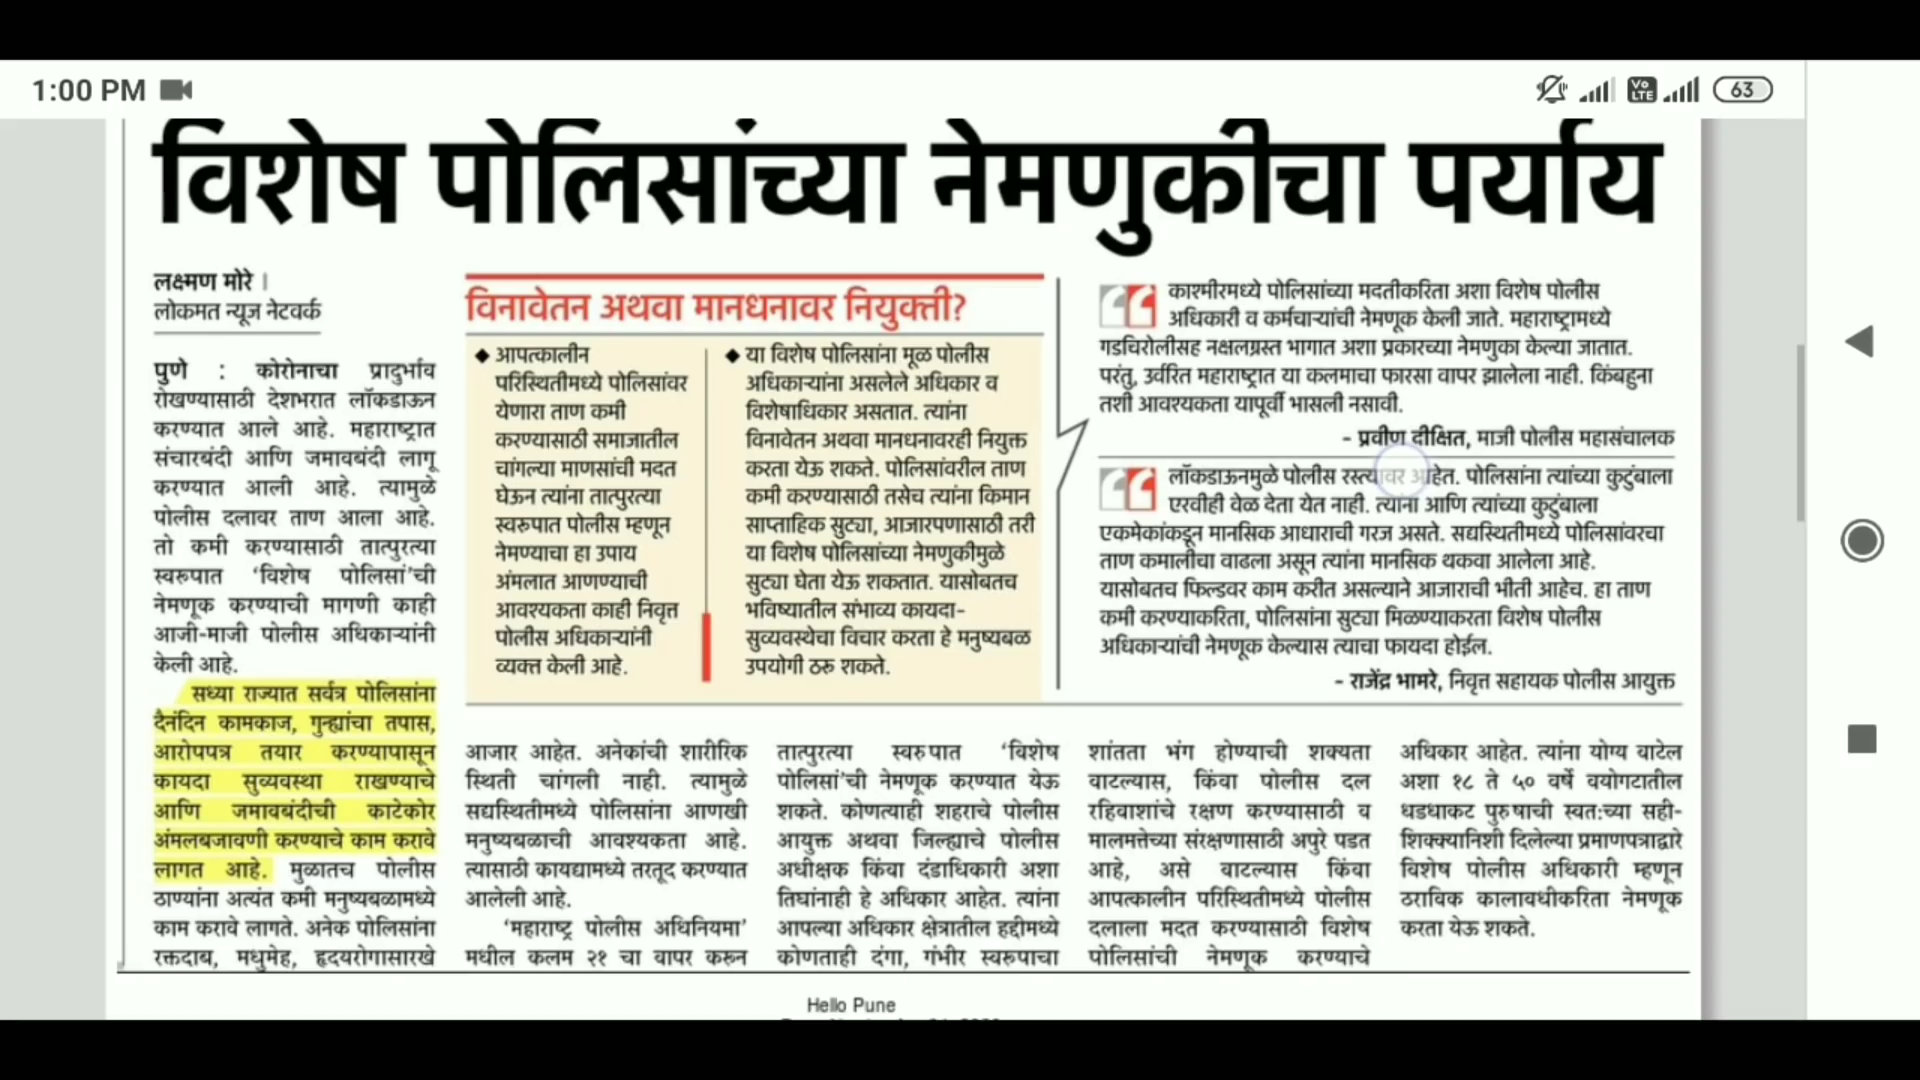 1:00 PM
Vo
LTE
63
विशेष पोलिसांच्या नेमणुकीचा पर्याय
लक्ष्मण मोरे |
लोकमत न्यूज नेटवर्क
पुणे : कोरोनाचा प्रादुर्भाव
रोखण्यासाठी देशभरात लॉकडाऊन
करण्यात आले आहे. महाराष्ट्रात
संचारबंदी आणि जमावबंदी लागू
करण्यात आली आहे. त्यामुळे
पोलीस दलावर ताण आला आहे.
तो कमी करण्यासाठी तात्पुरत्या
स्वरूपात ‘विशेष पोलिसां’ची
नेमणूक करण्याची मागणी काही
आजी-माजी पोलीस अधिकाऱ्यांनी
केली आहे.
सध्या राज्यात सर्वत्र पोलिसांना
दैनंदिन कामकाज, गुन्ह्यांचा तपास,
आरोपपत्र तयार करण्यापासून
कायदा सुव्यवस्था राखण्याचे
आणि जमावबंदीची काटेकोर
अंमलबजावणी करण्याचे काम करावे
लागत आहे. मुळातच पोलीस
ठाण्यांना अत्यंत कमी मनुष्यबळामध्ये
काम करावे लागते. अनेक पोलिसांना
रक्तदाब, मधुमेह, हृदयरोगासारखे
विनावेतन अथवा मानधनावर नियुक्ती?
◆ आपत्कालीन
परिस्थितीमध्ये पोलिसांवर
येणारा ताण कमी
करण्यासाठी समाजातील
चांगल्या माणसांची मदत
घेऊन त्यांना तात्पुरत्या
स्वरूपात पोलीस म्हणून
नेमण्याचा हा उपाय
अंमलात आणण्याची
आवश्यकता काही निवृत्त
पोलीस अधिकाऱ्यांनी
व्यक्त केली आहे.
◆ या विशेष पोलिसांना मूळ पोलीस
अधिकाऱ्यांना असलेले अधिकार व
विशेषाधिकार असतात. त्यांना
विनावेतन अथवा मानधनावरही नियुक्त
करता येऊ शकते. पोलिसांवरील ताण
कमी करण्यासाठी तसेच त्यांना किमान
साप्ताहिक सुट्या, आजारपणासाठी तरी
या विशेष पोलिसांच्या नेमणुकीमुळे
सुट्या घेता येऊ शकतात. यासोबतच
भविष्यातील संभाव्य कायदा-
सुव्यवस्थेचा विचार करता हे मनुष्यबळ
उपयोगी ठरू शकते.
काश्मीरमध्ये पोलिसांच्या मदतीकरिता अशा विशेष पोलीस
अधिकारी व कर्मचाऱ्यांची नेमणूक केली जाते. महाराष्ट्रामध्ये
गडचिरोलीसह नक्षलग्रस्त भागात अशा प्रकारच्या नेमणुका केल्या जातात.
परंतु, उर्वरित महाराष्ट्रात या कलमाचा फारसा वापर झालेला नाही. किंबहुना
तशी आवश्यकता यापूर्वी भासली नसावी.
- प्रवीण दीक्षित, माजी पोलीस महासंचालक
लॉकडाऊनमुळे पोलीस रस्त्यावर आहेत. पोलिसांना त्यांच्या कुटुंबाला
एरवीही वेळ देता येत नाही. त्यांना आणि त्यांच्या कुटुंबाला
एकमेकांकडून मानसिक आधाराची गरज असते. सद्यस्थितीमध्ये पोलिसांवरचा
ताण कमालीचा वाढला असून त्यांना मानसिक थकवा आलेला आहे.
यासोबतच फिल्डवर काम करीत असल्याने आजाराची भीती आहेच. हा ताण
कमी करण्याकरिता, पोलिसांना सुट्या मिळण्याकरता विशेष पोलीस
अधिकाऱ्यांची नेमणूक केल्यास त्याचा फायदा होईल.
- राजेंद्र भामरे, निवृत्त सहायक पोलीस आयुक्त
आजार आहेत. अनेकांची शारीरिक
स्थिती चांगली नाही. त्यामुळे
सद्यस्थितीमध्ये पोलिसांना आणखी
मनुष्यबळाची आवश्यकता आहे.
त्यासाठी कायद्यामध्ये तरतूद करण्यात
आलेली आहे.
‘महाराष्ट्र पोलीस अधिनियमा’
मधील कलम २१ चा वापर करून
तात्पुरत्या स्वरुपात ‘विशेष
पोलिसां’ची नेमणूक करण्यात येऊ
शकते. कोणत्याही शहराचे पोलीस
आयुक्त अथवा जिल्ह्याचे पोलीस
अधीक्षक किंवा दंडाधिकारी अशा
तिघांनाही हे अधिकार आहेत. त्यांना
आपल्या अधिकार क्षेत्रातील हद्दीमध्ये
कोणताही दंगा, गंभीर स्वरूपाचा
शांतता भंग होण्याची शक्यता
वाटल्यास, किंवा पोलीस दल
रहिवाशांचे रक्षण करण्यासाठी व
मालमत्तेच्या संरक्षणासाठी अपुरे पडत
आहे, असे वाटल्यास किंवा
आपत्कालीन परिस्थितीमध्ये पोलीस
दलाला मदत करण्यासाठी विशेष
पोलिसांची नेमणूक करण्याचे
अधिकार आहेत. त्यांना योग्य वाटेल
अशा १८ ते ५० वर्षे वयोगटातील
धडधाकट पुरुषाची स्वत:च्या सही-
शिक्क्यानिशी दिलेल्या प्रमाणपत्राद्वारे
विशेष पोलीस अधिकारी म्हणून
ठराविक कालावधीकरिता नेमणूक
करता येऊ शकते.
Hello Pune